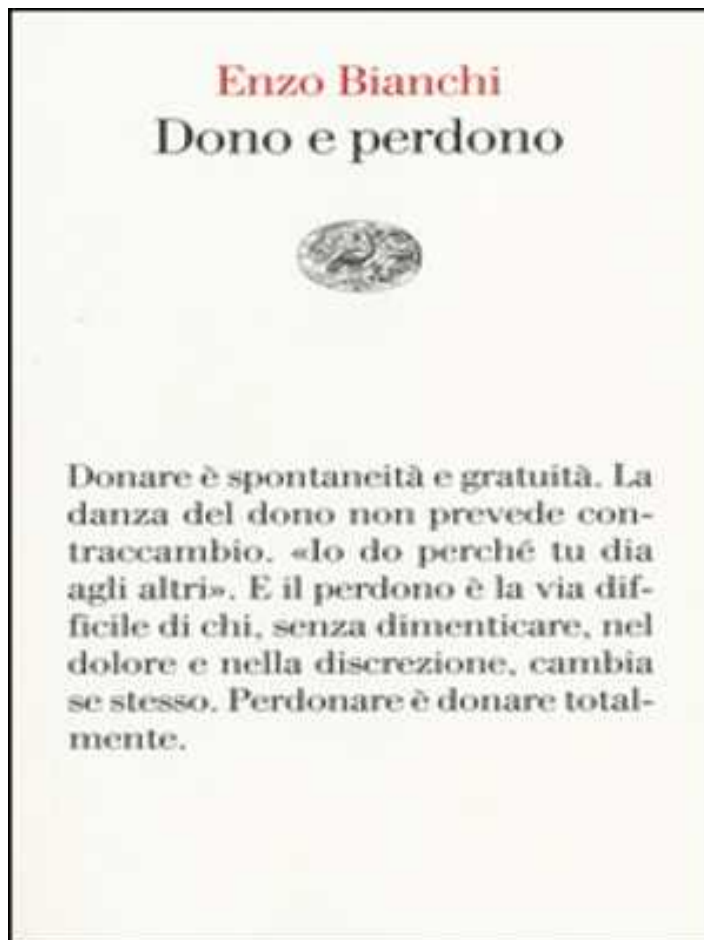 Enzo Bianchi
Dono e perdono
Donare è spontaneità e gratuità. La
danza del dono non prevede con-
traccambio. «Io do perché tu dia
agli altri». E il perdono è la via dif-
ficile di chi, senza dimenticare, nel
dolore e nella discrezione, cambia
se stesso. Perdonare è donare total-
mente.